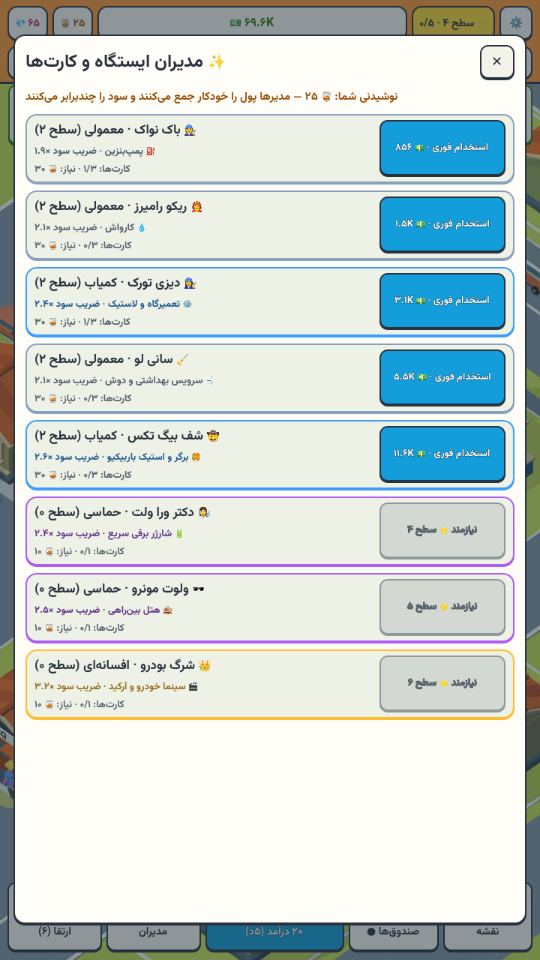 ⚙️
سطح ۴ · ۰/۵
💵 ۶۹.۶K
🥃 ۲۵
💎 ۶۵
✨ مدیران ایستگاه و کارت‌ها
✕
نوشیدنی شما: 🥃 ۲۵ — مدیرها پول را خودکار جمع می‌کنند و سود را چندبرابر می‌کنند
باک نواک · معمولی (سطح ۲)
پمپ‌بنزین · ضریب سود ×۱.۹
کارت‌ها: ۱/۳ · نیاز: 🥃 ۳۰
استخدام فوری · 💵 ۸۵۶
ریکو رامیرز · معمولی (سطح ۲)
کارواش · ضریب سود ×۲.۱
کارت‌ها: ۰/۳ · نیاز: 🥃 ۳۰
استخدام فوری · 💵 ۱.۵K
دیزی تورک · کمیاب (سطح ۲)
تعمیرگاه و لاستیک · ضریب سود ×۲.۴
کارت‌ها: ۱/۳ · نیاز: 🥃 ۳۰
استخدام فوری · 💵 ۳.۱K
سانی لو · معمولی (سطح ۲)
سرویس بهداشتی و دوش · ضریب سود ×۲.۱
کارت‌ها: ۰/۳ · نیاز: 🥃 ۳۰
استخدام فوری · 💵 ۵.۵K
شف بیگ تکس · کمیاب (سطح ۲)
برگر و استیک باربیکیو · ضریب سود ×۲.۶
کارت‌ها: ۰/۳ · نیاز: 🥃 ۳۰
استخدام فوری · 💵 ۱۱.۶K
دکتر ورا ولت · حماسی (سطح ۰)
شارژر برقی سریع · ضریب سود ×۲.۴
کارت‌ها: ۰/۱ · نیاز: 🥃 ۱۰
نیازمند ⭐ سطح ۴
ولوت مونرو · حماسی (سطح ۰)
هتل بین‌راهی · ضریب سود ×۲.۵
کارت‌ها: ۰/۱ · نیاز: 🥃 ۱۰
نیازمند ⭐ سطح ۵
شرگ بودرو · افسانه‌ای (سطح ۰)
سینما خودرو و آرکید · ضریب سود ×۳.۲
کارت‌ها: ۰/۱ · نیاز: 🥃 ۱۰
نیازمند ⭐ سطح ۶
نقشه
صندوق‌ها ●
۲× درآمد (۵د)
مدیران
ارتقا (۶)